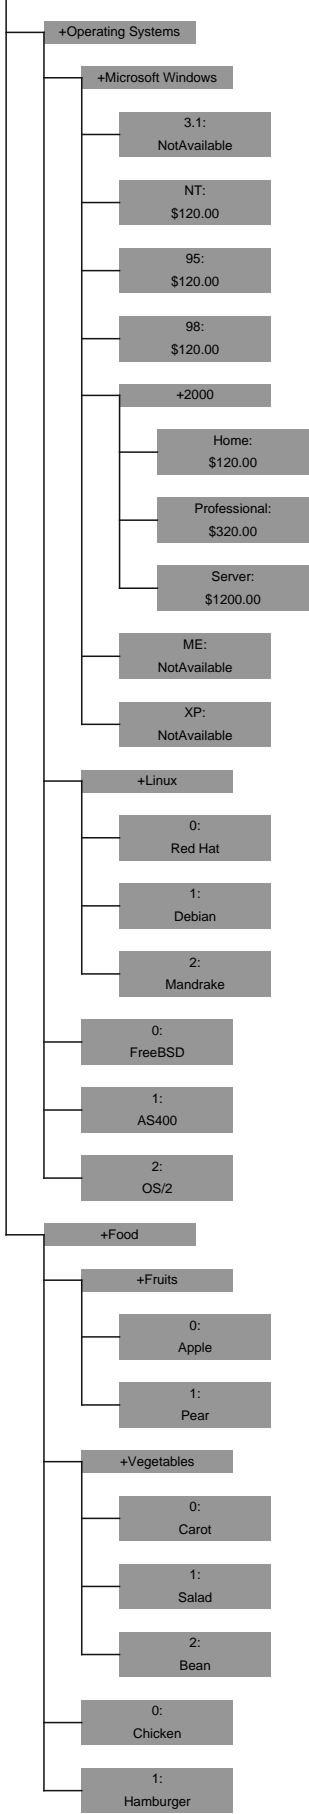 +Operating Systems
+Microsoft Windows
3.1:
NotAvailable
NT:
$120.00
95:
$120.00
98:
$120.00
+2000
Home:
$120.00
Professional:
$320.00
Server:
$1200.00
ME:
NotAvailable
XP:
NotAvailable
+Linux
0:
Red Hat
1:
Debian
2:
Mandrake
0:
FreeBSD
1:
AS400
2:
OS/2
+Food
+Fruits
0:
Apple
1:
Pear
+Vegetables
0:
Carot
1:
Salad
2:
Bean
0:
Chicken
1:
Hamburger